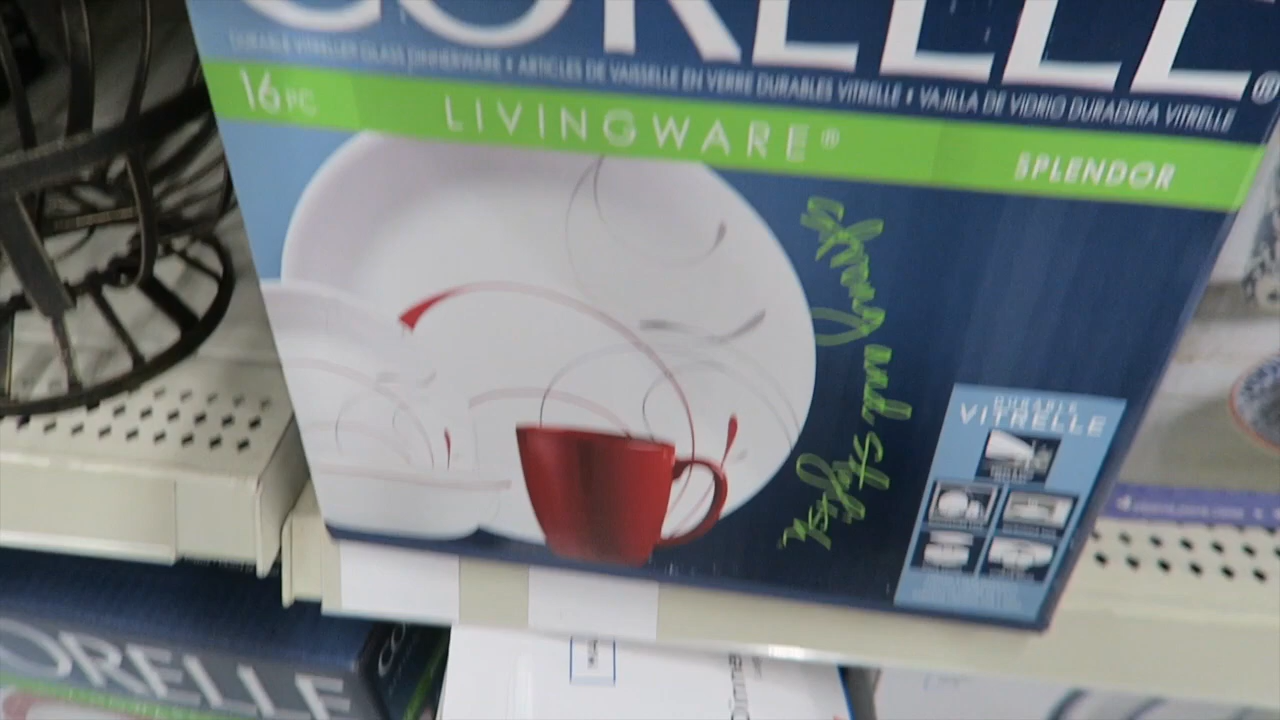 CORELLE®
DURABLE VITRELLE® GLASS DINNERWARE • ARTICLES DE VAISSELLE EN VERRE DURABLES VITRELLE • VAJILLA DE VIDRIO DURADERA VITRELLE
16 PC
LIVINGWARE®
SPLENDOR
and stylish
DURABLE
VITRELLE
CORELLE